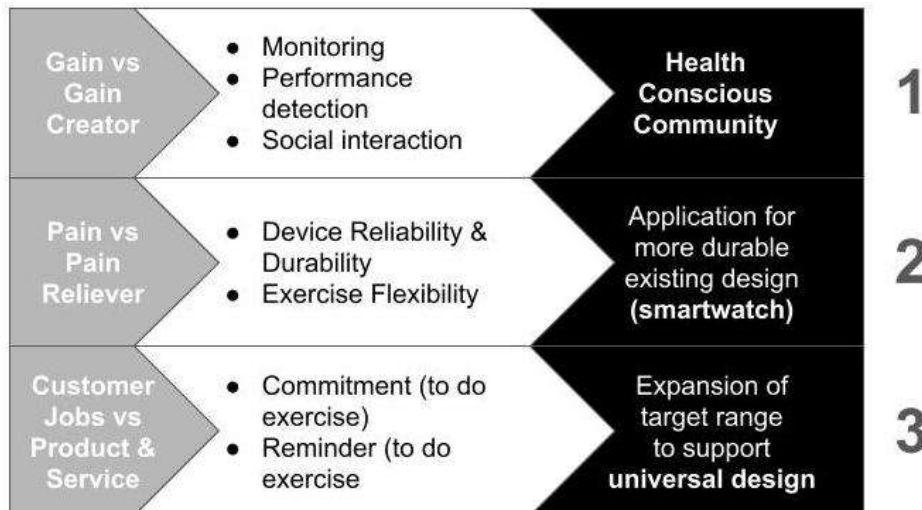 Gain vs
Gain
Creator
● Monitoring
● Performance
detection
● Social interaction
Health
Conscious
Community
1
Pain vs
Pain
Reliever
● Device Reliability &
Durability
● Exercise Flexibility
Application for
more durable
existing design
(smartwatch)
2
Customer
Jobs vs
Product &
Service
● Commitment (to do
exercise)
● Reminder (to do
exercise
Expansion of
target range
to support
universal design
3